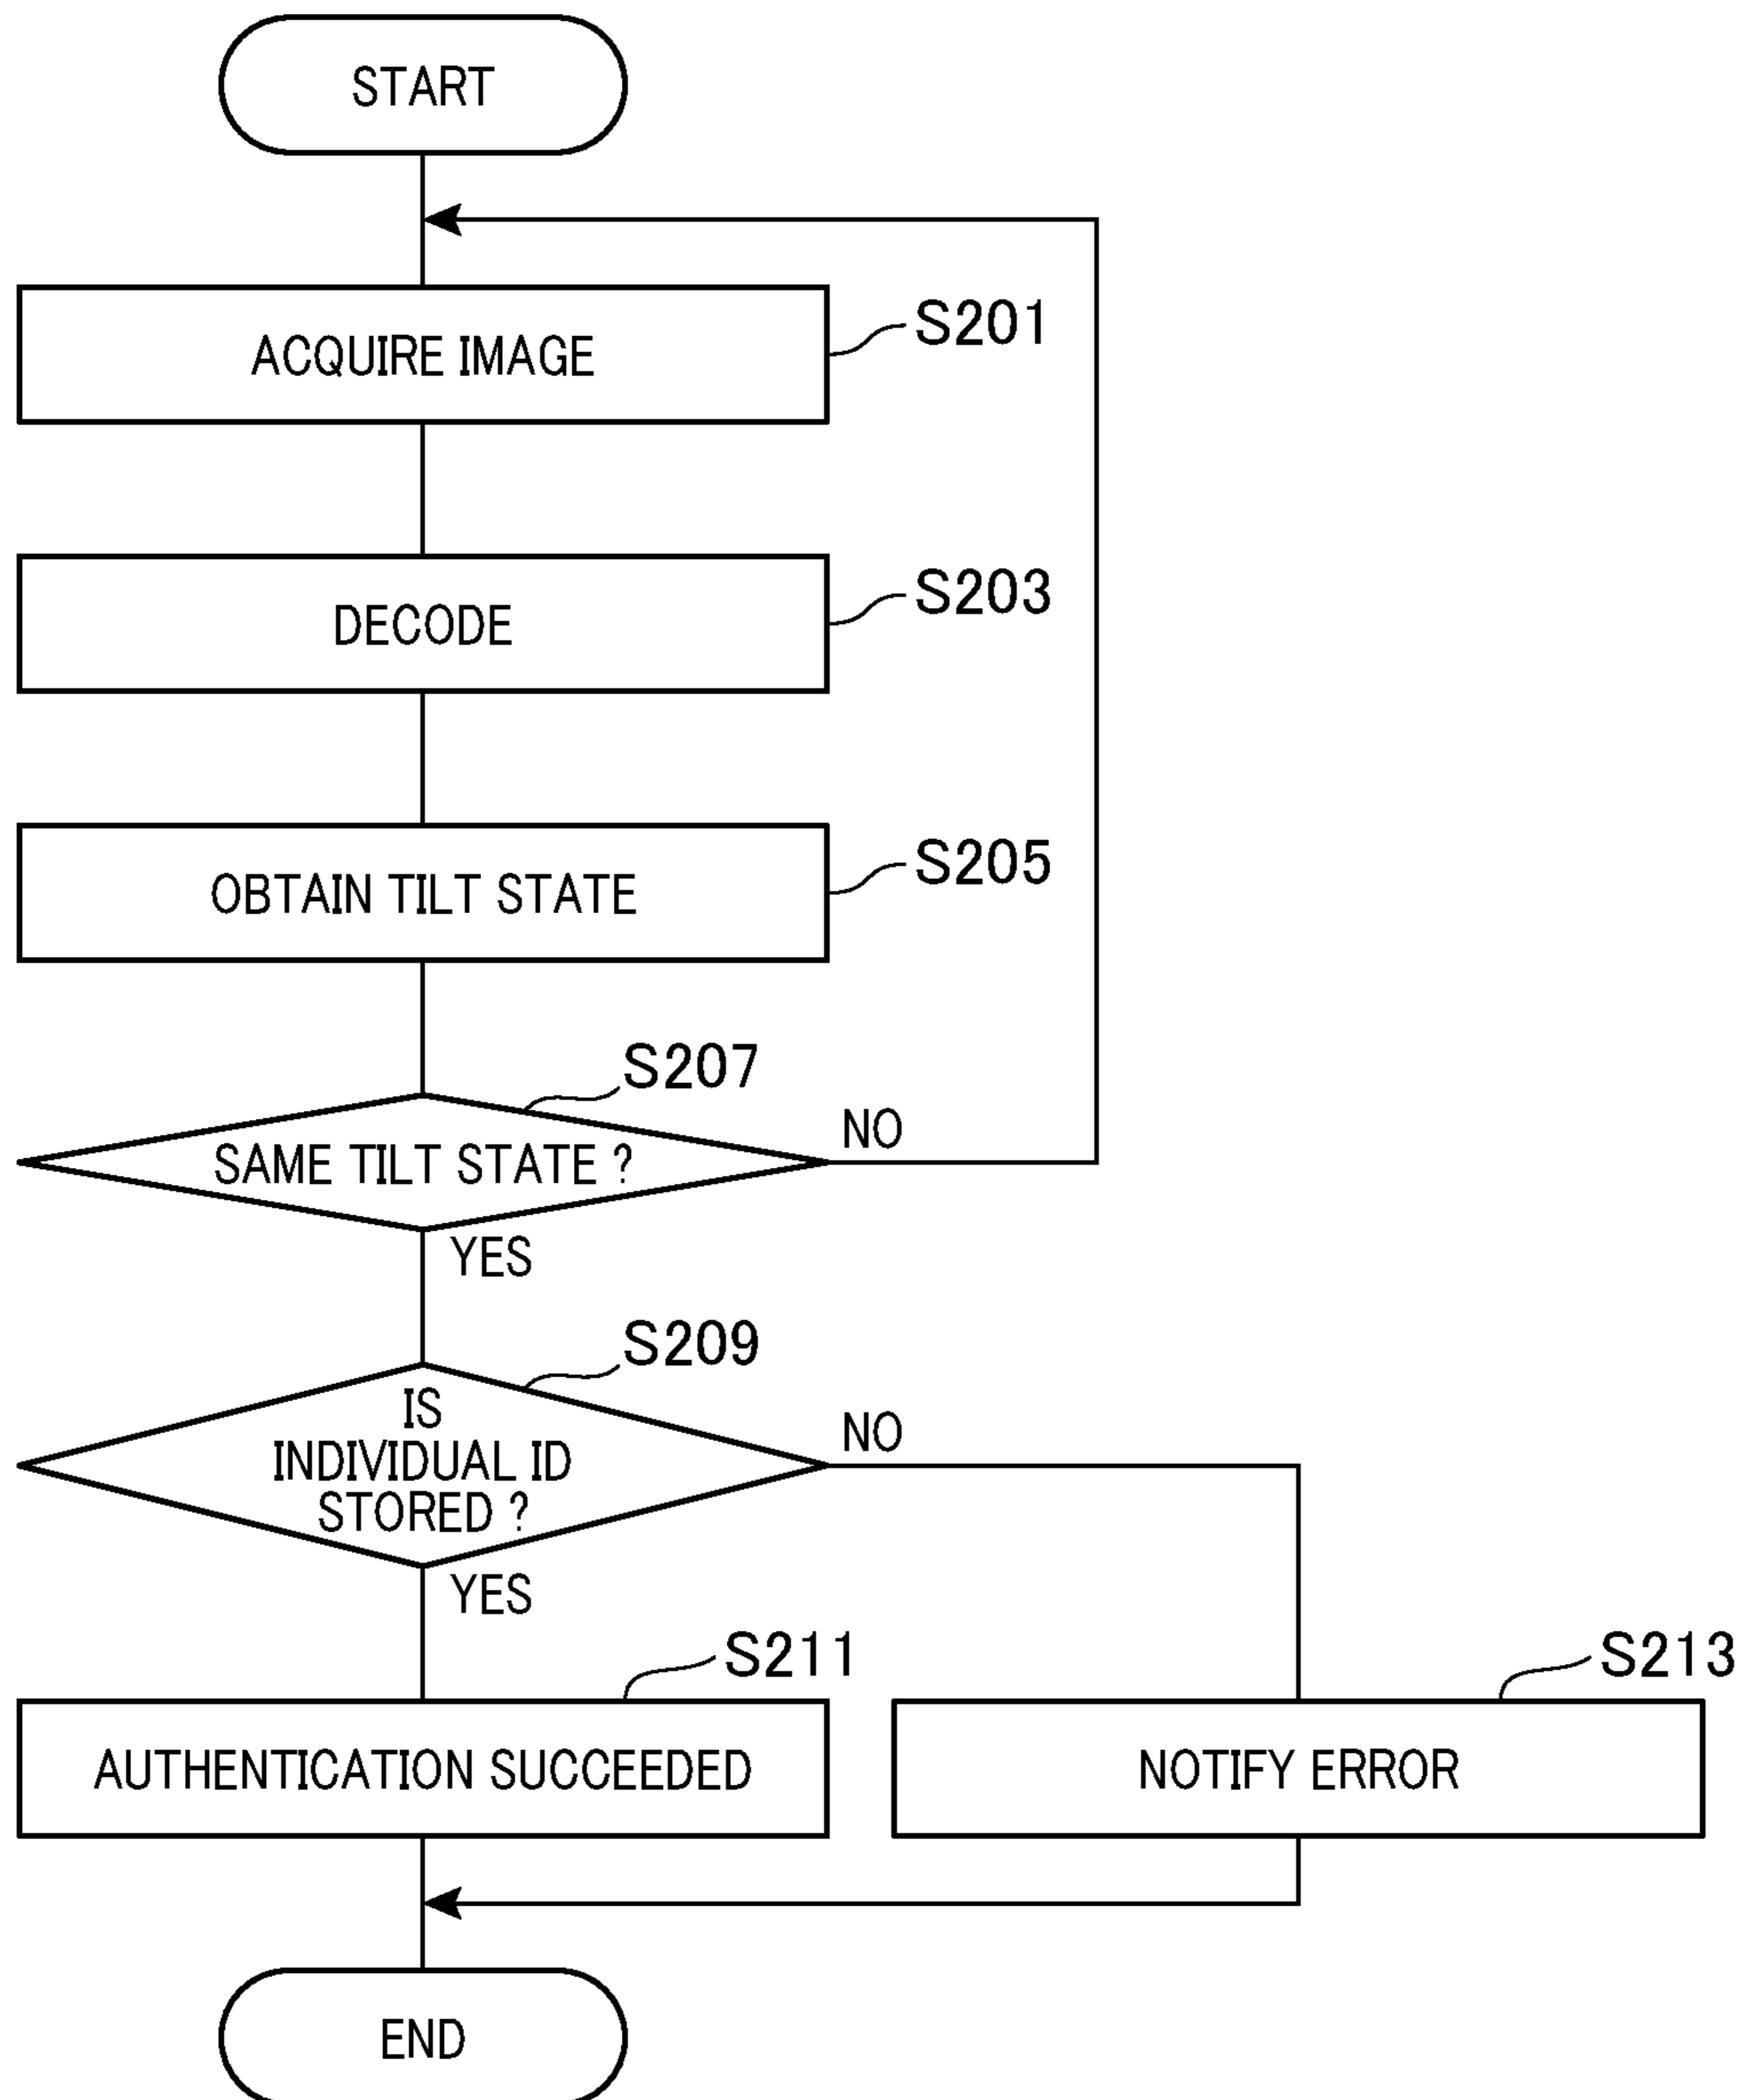 START
ACQUIRE IMAGE
S201
DECODE
S203
OBTAIN TILT STATE
S205
S207
SAME TILT STATE ?
NO
YES
S209
IS
INDIVIDUAL ID
STORED ?
NO
YES
S211
AUTHENTICATION SUCCEEDED
S213
NOTIFY ERROR
END